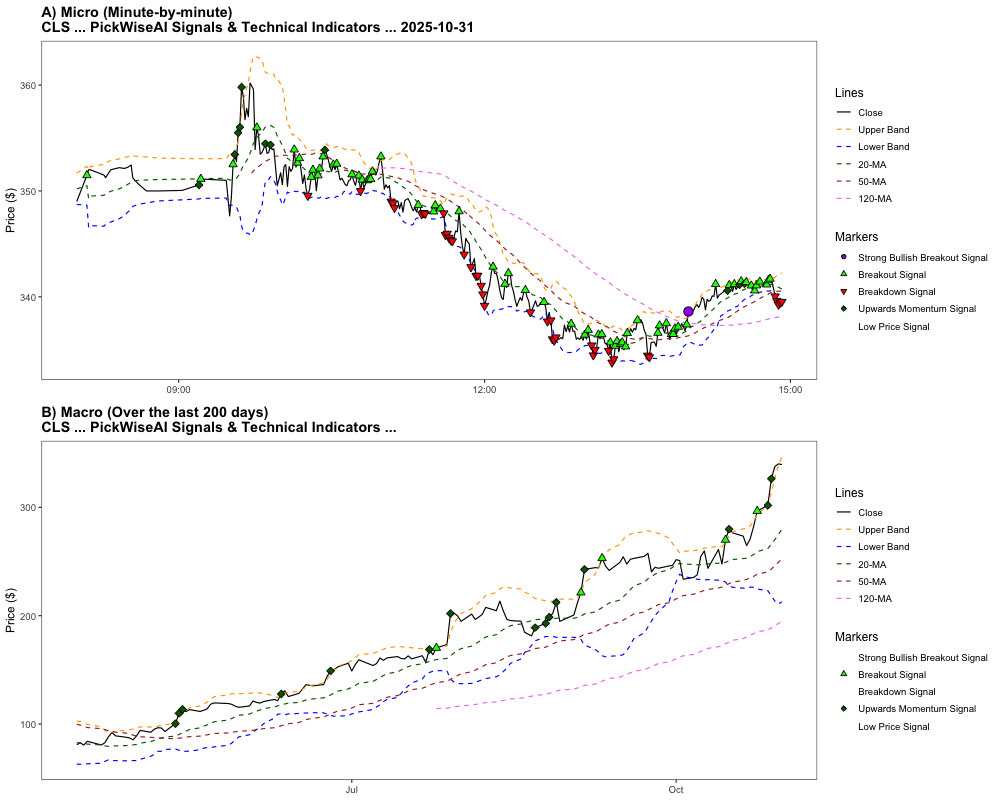 A) Micro (Minute-by-minute)
CLS ... PickWiseAI Signals & Technical Indicators ... 2025-10-31
Price ($)
360
350
340
09:00
12:00
15:00
Lines
Close
Upper Band
Lower Band
20-MA
50-MA
120-MA
Markers
Strong Bullish Breakout Signal
Breakout Signal
Breakdown Signal
Upwards Momentum Signal
Low Price Signal
B) Macro (Over the last 200 days)
CLS ... PickWiseAI Signals & Technical Indicators ...
Price ($)
300
200
100
Jul
Oct
Lines
Close
Upper Band
Lower Band
20-MA
50-MA
120-MA
Markers
Strong Bullish Breakout Signal
Breakout Signal
Breakdown Signal
Upwards Momentum Signal
Low Price Signal